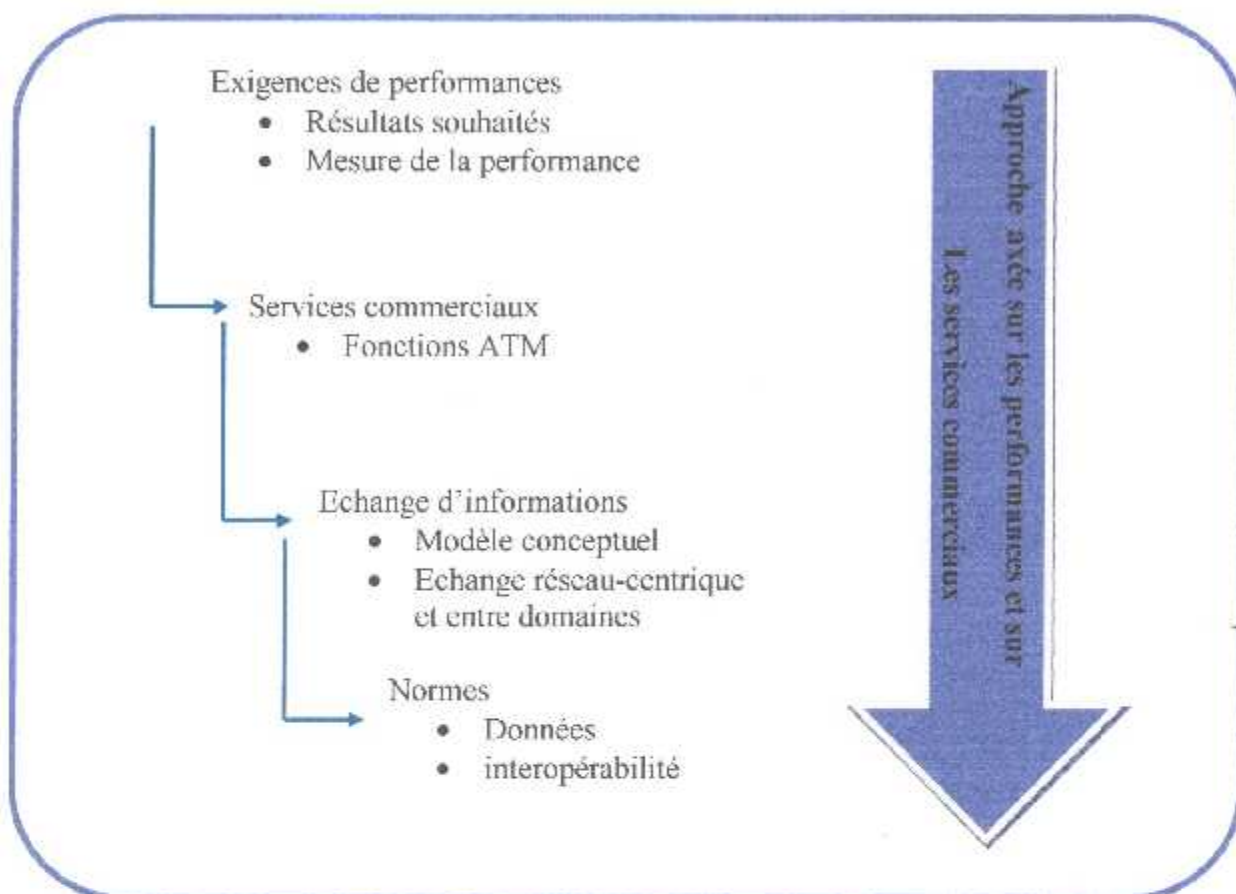 Exigences de performances
• Résultats souhaités
• Mesure de la performance
Services commerciaux
• Fonctions ATM
Echange d'informations
• Modèle conceptuel
• Echange réseau-centrique
et entre domaines
Normes
• Données
• interopérabilité
Approche axée sur les performances et sur
Les services commerciaux